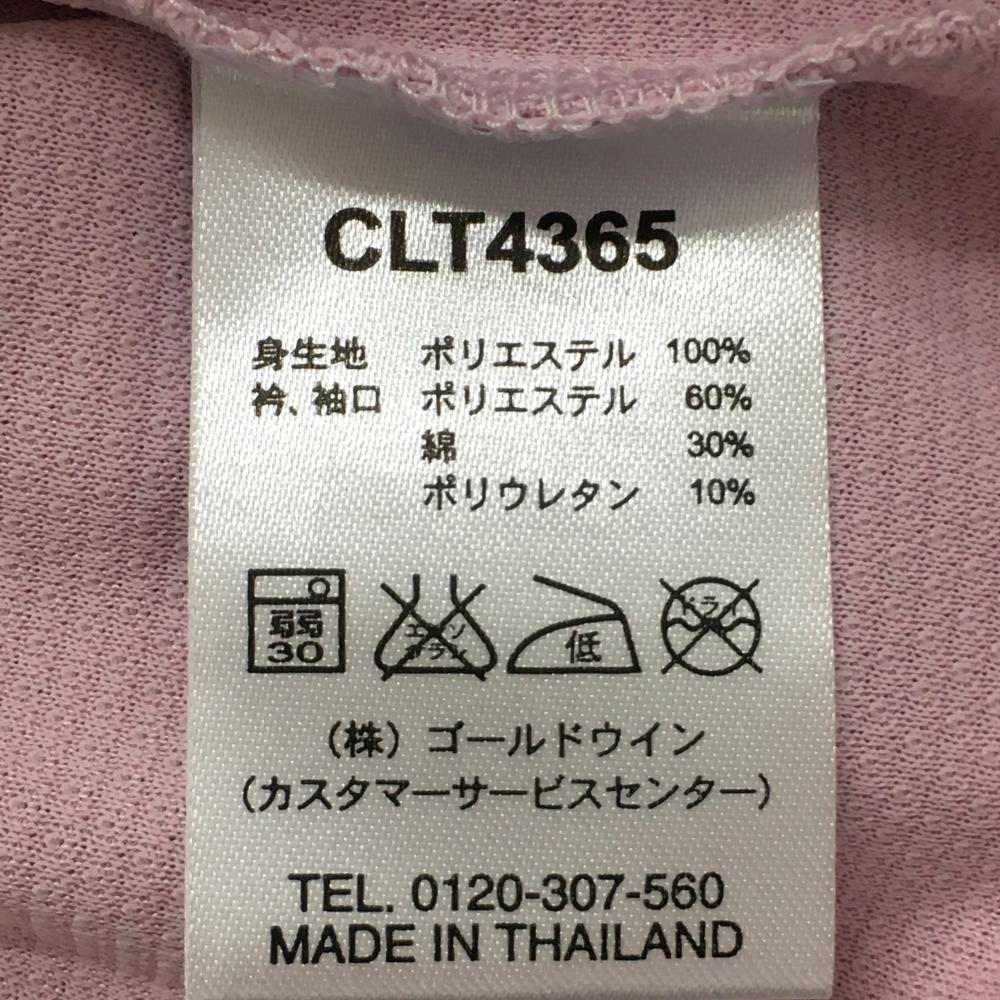 CLT4365
身生地 ポリエステル 100%
衿、袖口 ポリエステル 60%
綿 30%
ポリウレタン 10%
弱
30
エンソ
サラシ
低
ドライ
（株）ゴールドウイン
（カスタマーサービスセンター）
TEL. 0120-307-560
MADE IN THAILAND